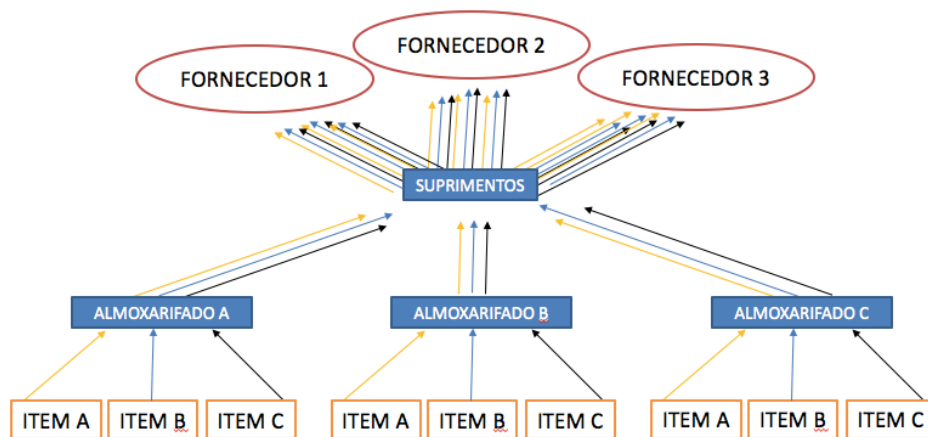 FORNECEDOR 1
FORNECEDOR 2
FORNECEDOR 3
SUPRIMENTOS
ALMOXARIFADO A
ALMOXARIFADO B
ALMOXARIFADO C
ITEM A
ITEM B
ITEM C
ITEM A
ITEM B
ITEM C
ITEM A
ITEM B
ITEM C